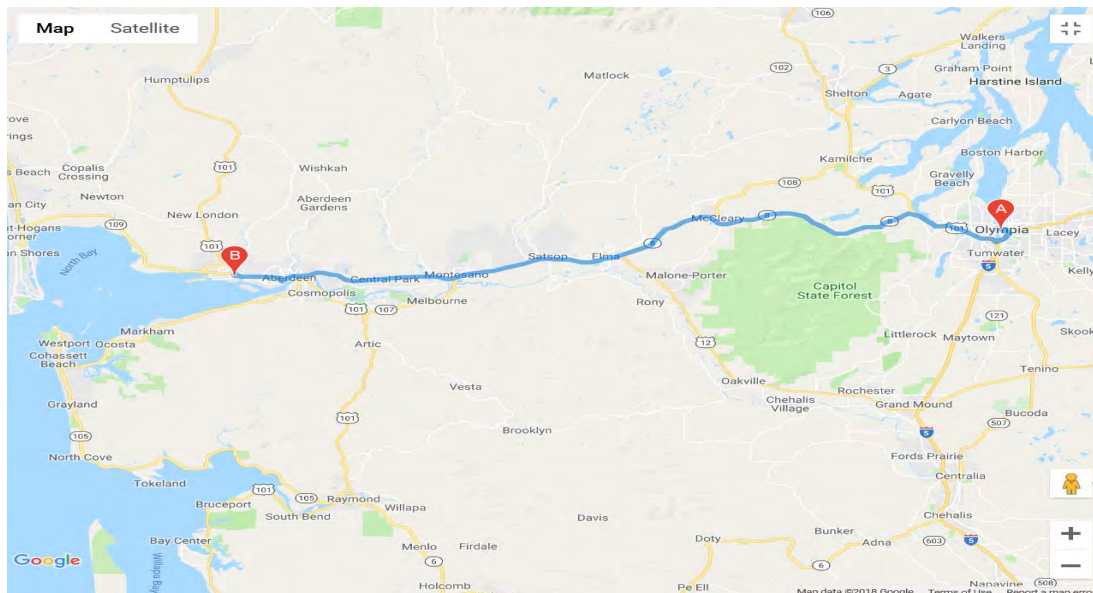 Map Satellite
106
Walkers
Landing
Humptulips
Matlock
102
3
Graham Point
Harstine Island
Shelton
Agate
rove
rings
Carlyon Beach
101
Wishkah
Kamilche
Boston Harbor
s Beach
Copalis
Crossing
Gravelly
Beach
108
101
an City
Newton
Aberdeen
Gardens
New London
McCleary
8
8
A
109
101
Olympia
Lacey
ut-Hogans
Corner
n Shores
North Bay
101
B
8
Satsop
Elma
Tumwater
5
Kelly
Aberdeen
Central Park
Montesano
Malone-Porter
Cosmopolis
Melbourne
Capitol
State Forest
101
107
Rony
121
Markham
Littlerock
Maytown
Skook
Westport
Ocosta
Cohassett
Beach
Artic
12
Tenino
Vesta
Oakville
Rochester
Grayland
Chehalis
Village
Grand Mound
Bucoda
101
507
105
Brooklyn
5
North Cove
Fords Prairie
Tokeland
Centralia
101
105
Raymond
Bruceport
Willapa
South Bend
Davis
Chehalis
Bay Center
Menlo
Firdale
Doty
Bunker
Adna
603
5
Google
Willapa Bay
6
6
Holcomb
Pe Ell
Napavine
508
Map data ©2018 Google Terms of Use Report a map error